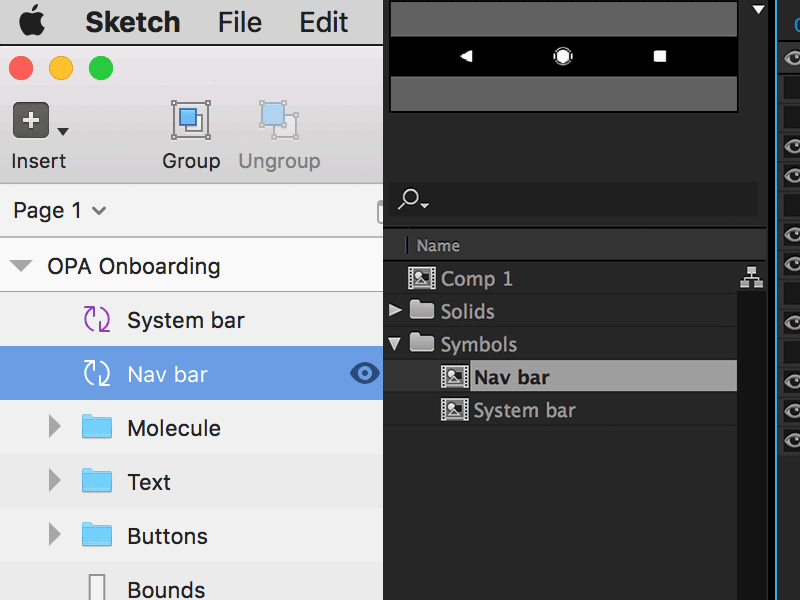 Sketch File Edit
Insert Group Ungroup
Page 1
OPA Onboarding
System bar
Nav bar
Molecule
Text
Buttons
Bounds
Name
Comp 1
Solids
Symbols
Nav bar
System bar